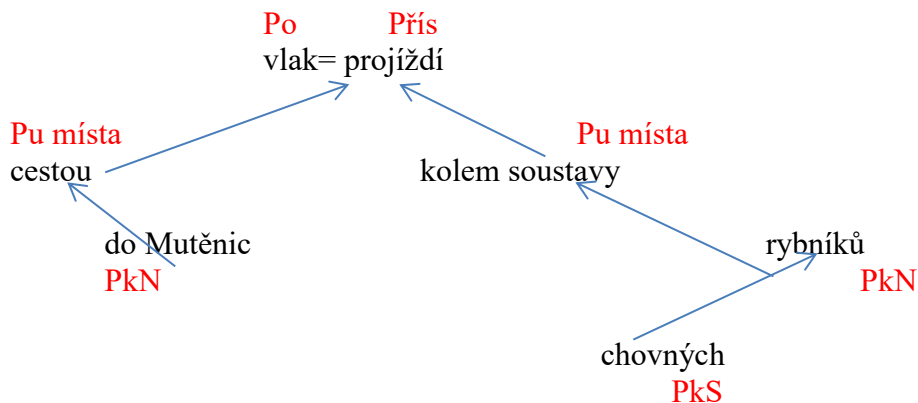 Po Přís
vlak= projíždí
Pu místa Pu místa
cestou kolem soustavy
do Mutěnic rybníků
PkN PkN
chovných
PkS